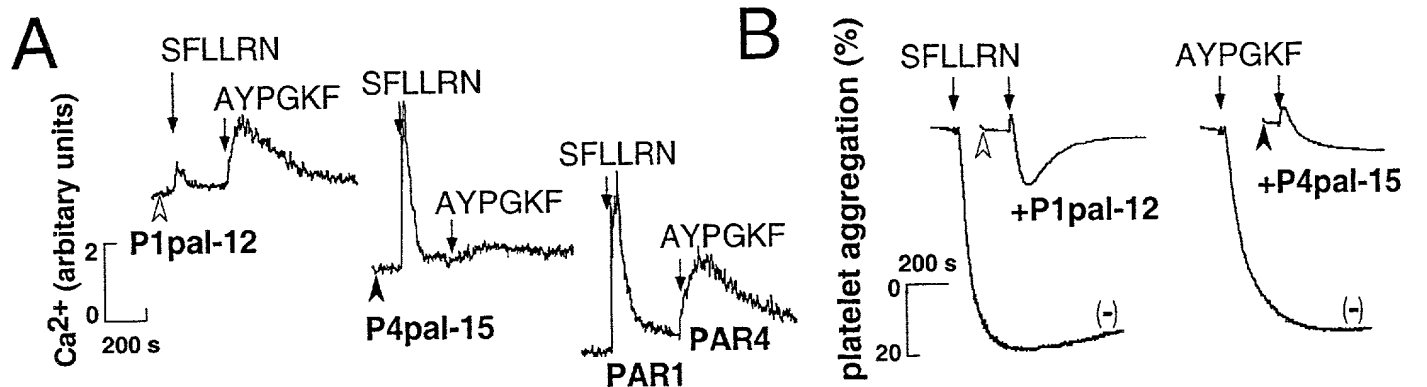 A
SFLLRN
AYPGKF
P1pal-12
Ca2+ (arbitary units)
2
0
200 s
SFLLRN
AYPGKF
P4pal-15
SFLLRN
AYPGKF
PAR1
PAR4
B
platelet aggregation (%)
SFLLRN
+P1pal-12
200 s
0
20
(-)
AYPGKF
+P4pal-15
(-)